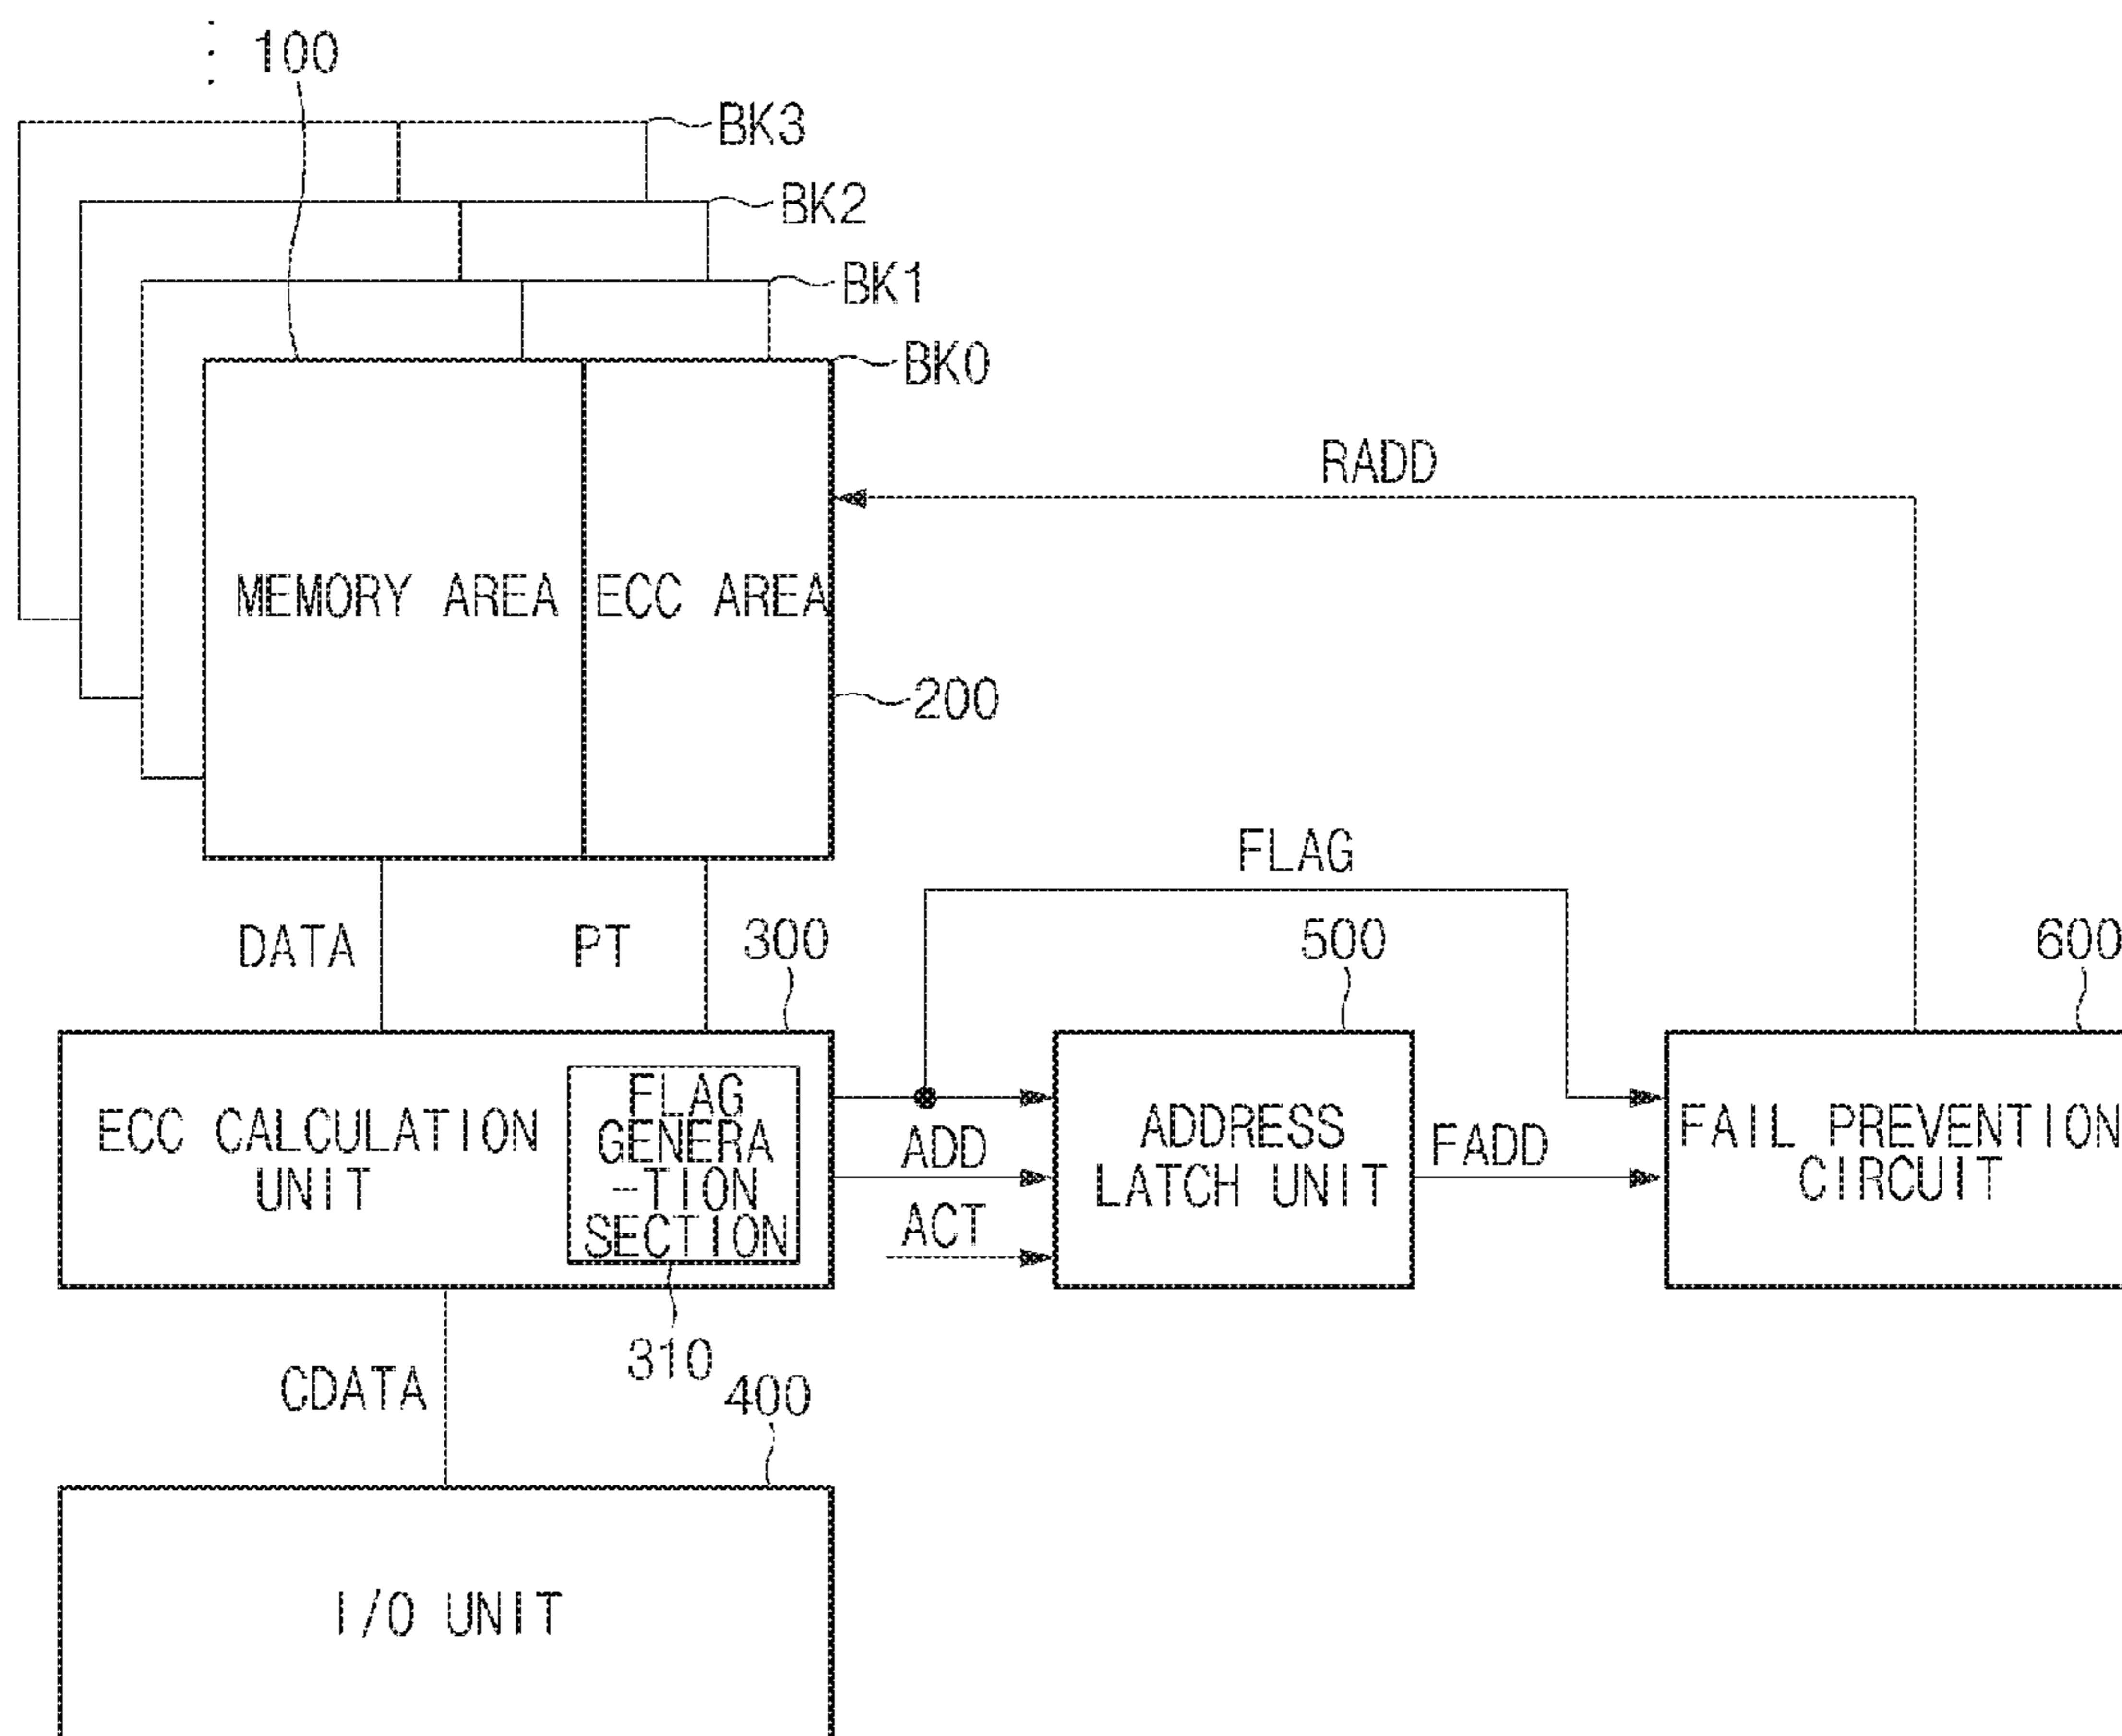 100
BK3
BK2
BK1
BK0
RADD
MEMORY AREA
ECC AREA
200
FLAG
DATA
PT
300
500
600
ECC CALCULATION
UNIT
FLAG
GENERA
-TION
SECTION
ADD
ACT
ADDRESS
LATCH UNIT
FADD
FAIL PREVENTION
CIRCUIT
310
CDATA
400
I/O UNIT